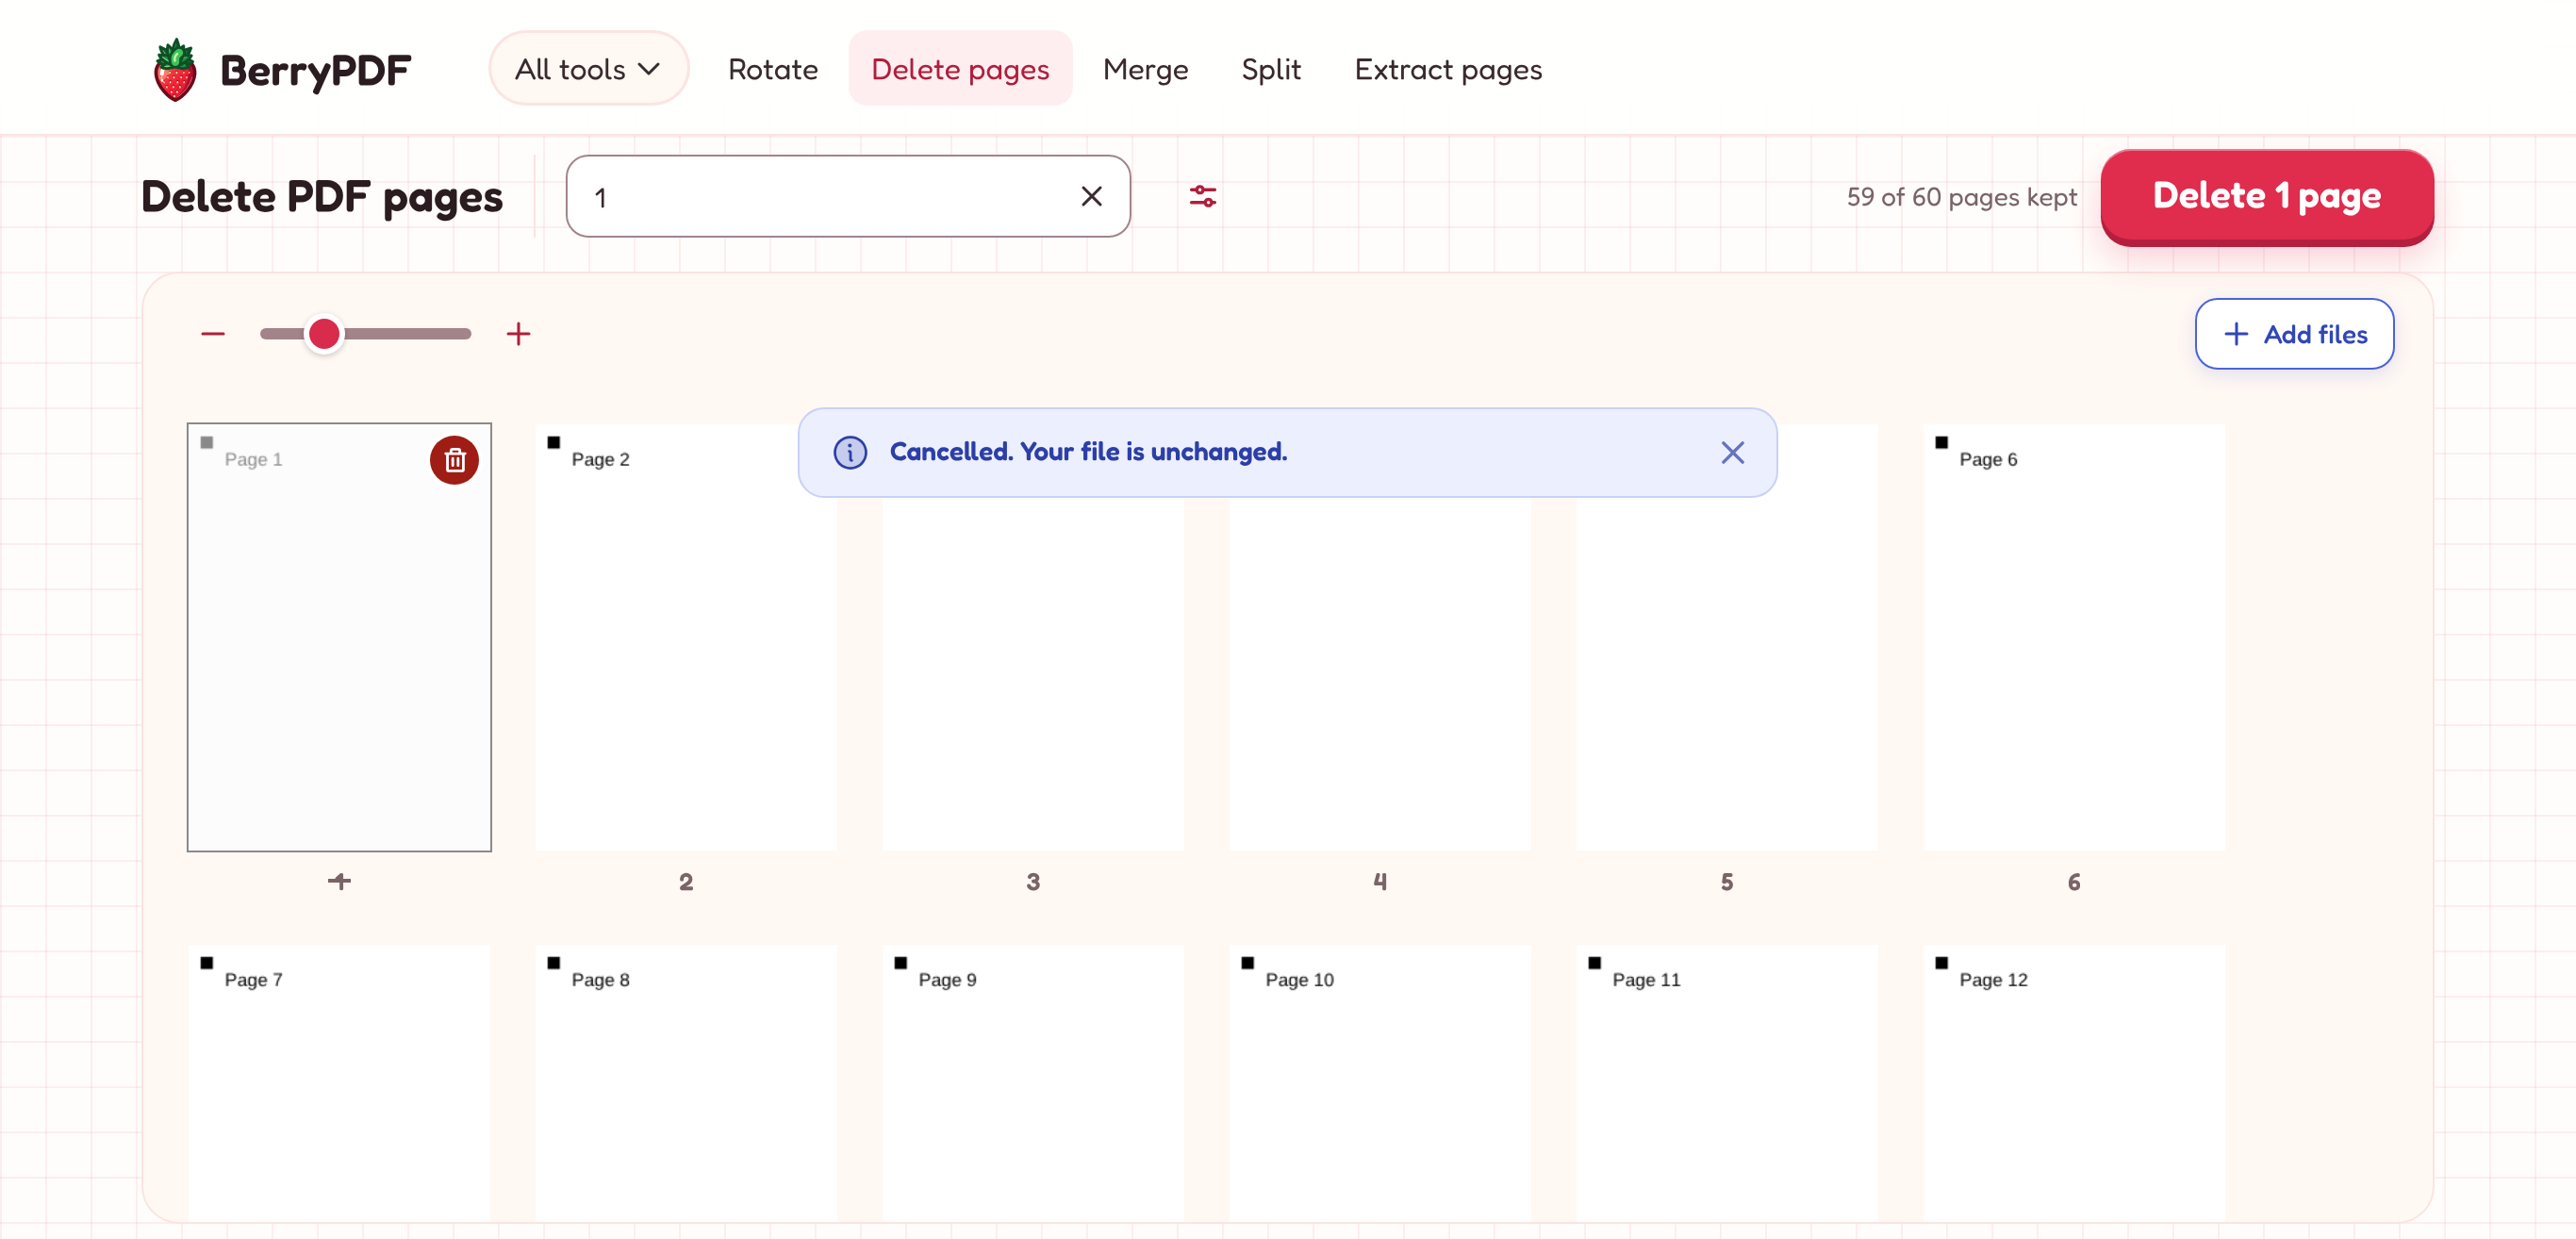 BerryPDF All tools Rotate Delete pages Merge Split Extract pages
Delete PDF pages 1 59 of 60 pages kept Delete 1 page
Add files
Cancelled. Your file is unchanged.
Page 1 Page 2 Page 6
1 2 3 4 5 6
Page 7 Page 8 Page 9 Page 10 Page 11 Page 12